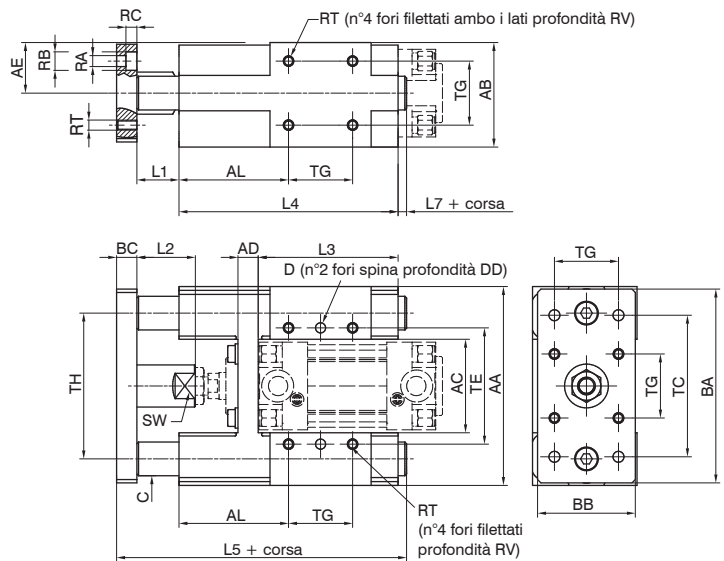 RC
RT (n°4 fori filettati ambo i lati profondità RV)
AE
RB
RA
TG
AB
RT
L1
AL
TG
L4
L7 + corsa
BC
L2
AD
L3
D (n°2 fori spina profondità DD)
TG
TH
SW
AC
TE
AA
TG
TC
BA
C
BB
AL
TG
RT
(n°4 fori filettati
profondità RV)
L5 + corsa